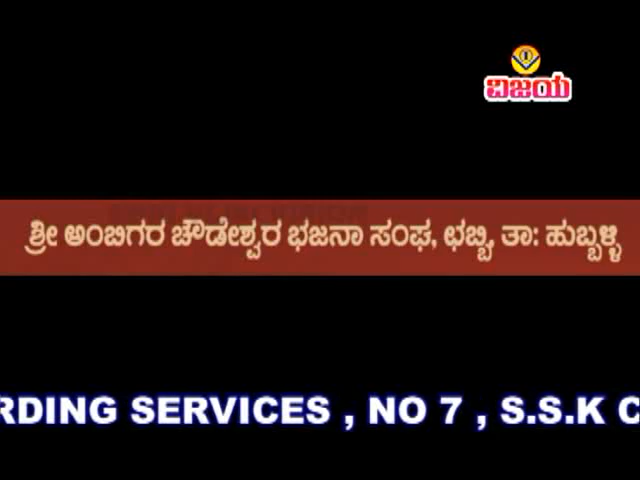 ವಿಜಯ
ಶ್ರೀ ಅಂಬಿಗರ ಚೌಡೇಶ್ವರ ಭಜನಾ ಸಂಘ, ಛಬ್ಬಿ ತಾ: ಹುಬ್ಬಳ್ಳಿ
RDING SERVICES , NO 7 , S.S.K C